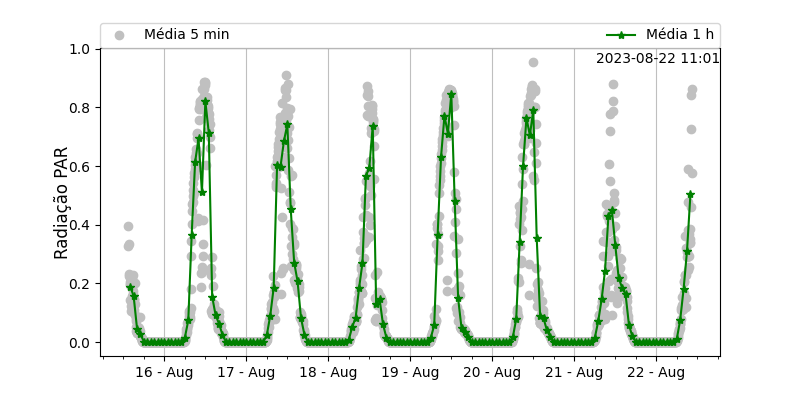 Média 5 min
Média 1 h
2023-08-22 11:01
1.0
0.8
0.6
0.4
0.2
0.0
Radiação PAR
16 - Aug
17 - Aug
18 - Aug
19 - Aug
20 - Aug
21 - Aug
22 - Aug